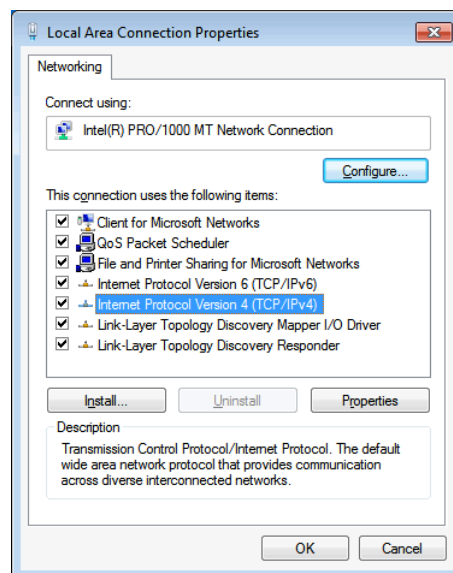 Local Area Connection Properties
Networking
Connect using:
Intel(R) PRO/1000 MT Network Connection
Configure...
This connection uses the following items:
Client for Microsoft Networks
QoS Packet Scheduler
File and Printer Sharing for Microsoft Networks
Internet Protocol Version 6 (TCP/IPv6)
Internet Protocol Version 4 (TCP/IPv4)
Link-Layer Topology Discovery Mapper I/O Driver
Link-Layer Topology Discovery Responder
Install...
Uninstall
Properties
Description
Transmission Control Protocol/Internet Protocol. The default
wide area network protocol that provides communication
across diverse interconnected networks.
OK
Cancel